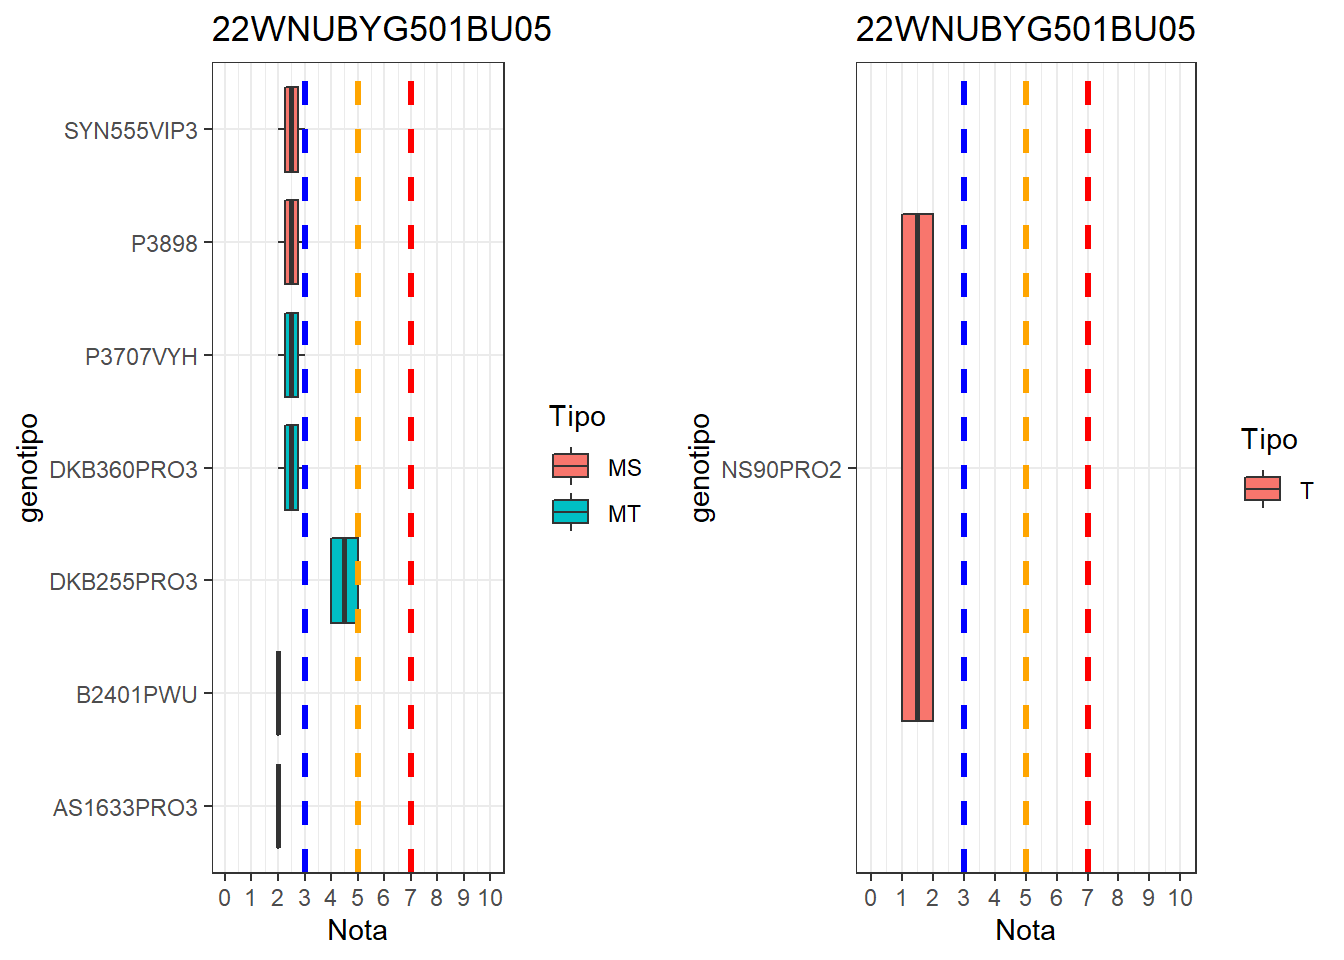 22WNUBYG501BU05
SYN555VIP3
P3898
P3707VYH
DKB360PRO3
DKB255PRO3
B2401PWU
AS1633PRO3
genotipo
0 1 2 3 4 5 6 7 8 9 10
Nota
Tipo
MS
MT
22WNUBYG501BU05
NS90PRO2
genotipo
0 1 2 3 4 5 6 7 8 9 10
Nota
Tipo
T